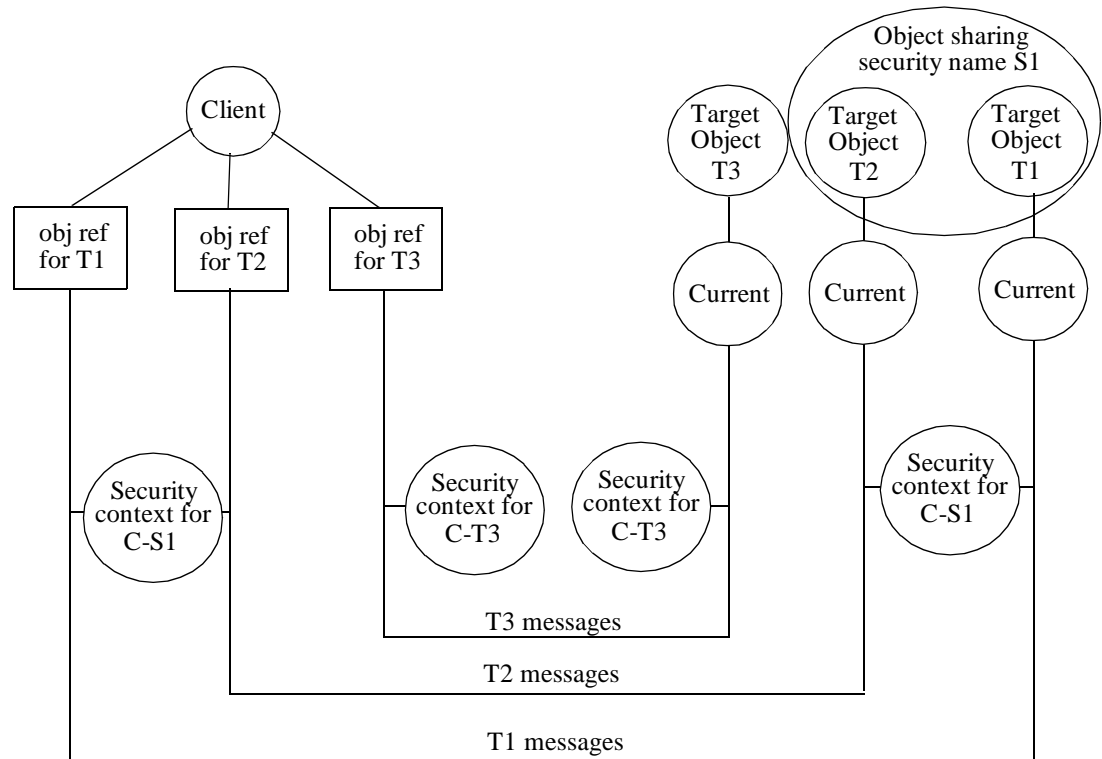 Object sharing
security name S1
Client
Target
Object
T3
Target
Object
T2
Target
Object
T1
obj ref
for T1
obj ref
for T2
obj ref
for T3
Current
Current
Current
Security
context for
C-S1
Security
context for
C-T3
Security
context for
C-T3
Security
context for
C-S1
T3 messages
T2 messages
T1 messages